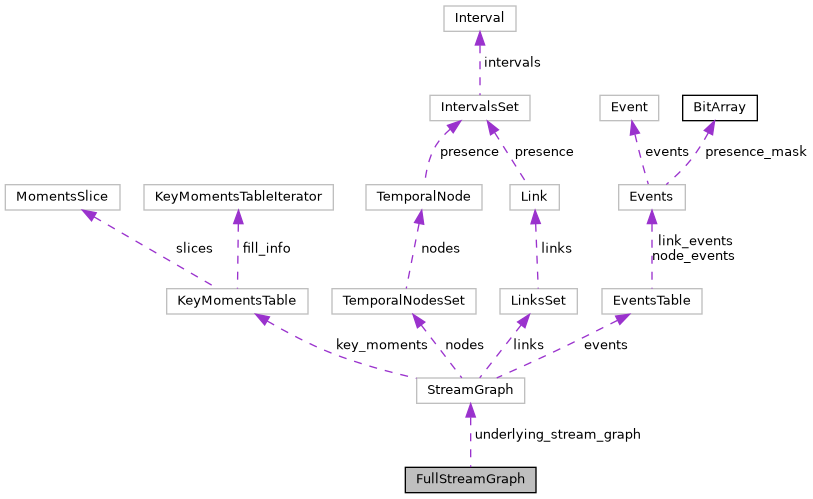 Interval
intervals
IntervalsSet
Event
BitArray
presence
presence
events
presence_mask
MomentsSlice
KeyMomentsTableIterator
TemporalNode
Link
Events
slices
fill_info
nodes
links
link_events
node_events
KeyMomentsTable
TemporalNodesSet
LinksSet
EventsTable
key_moments
nodes
links
events
StreamGraph
underlying_stream_graph
FullStreamGraph